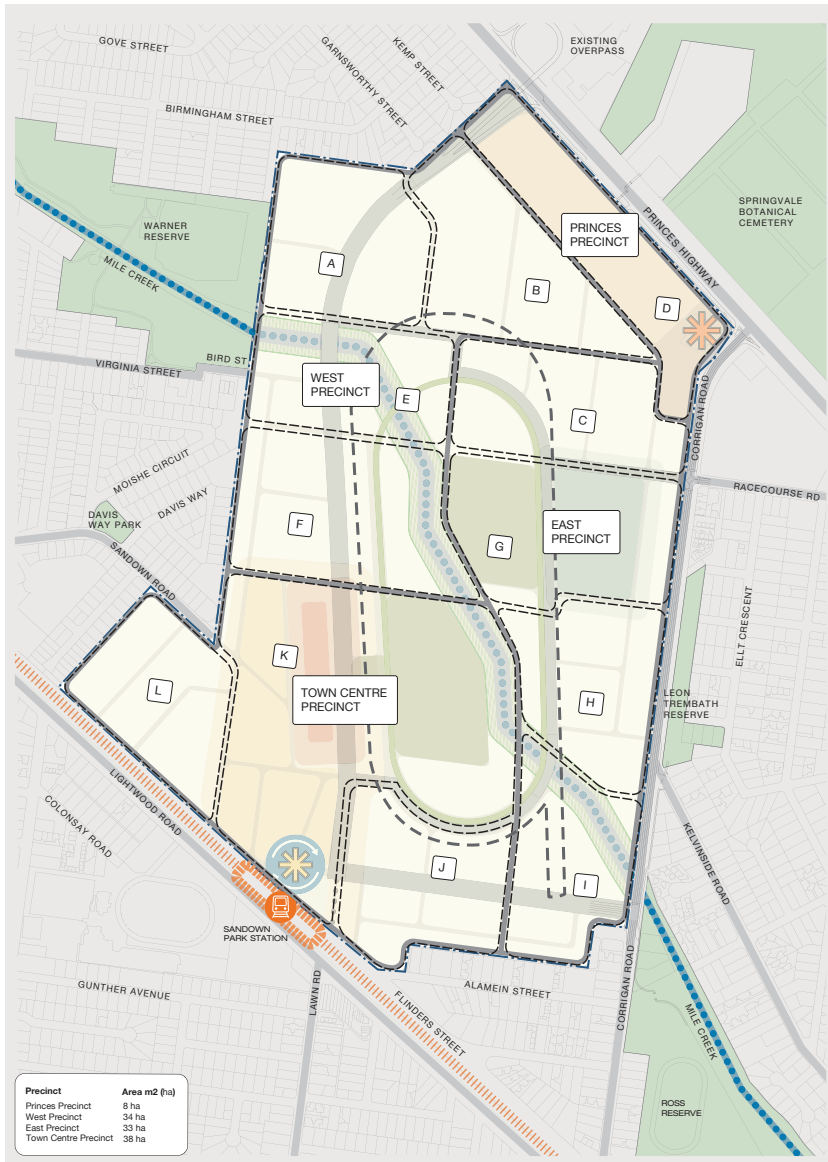 GOVE STREET
KEMP STREET
GARNSWORTHY STREET
EXISTING
OVERPASS
BIRMINGHAM STREET
WARNER
RESERVE
MILE CREEK
PRINCES
PRECINCT
PRINCES HIGHWAY
SPRINGVALE
BOTANICAL
CEMETERY
A
B
D
VIRGINIA STREET
BIRD ST
WEST
PRECINCT
E
C
CORRIGAN ROAD
MOISHE CIRCUIT
DAVIS WAY
DAVIS
WAY PARK
SANDOWN ROAD
RACECOURSE RD
F
G
EAST
PRECINCT
ELLT CRESCENT
K
L
TOWN CENTRE
PRECINCT
H
LEON
TREMBATH
RESERVE
LIGHTWOOD ROAD
COLONSAY ROAD
KELVINSIDE ROAD
J
I
SANDOWN
PARK STATION
GUNTHER AVENUE
LAWN RD
FLINDERS STREET
ALAMEIN STREET
CORRIGAN ROAD
MILE CREEK
ROSS
RESERVE
Precinct Area m2 (ha)
Princes Precinct 8 ha
West Precinct 34 ha
East Precinct 33 ha
Town Centre Precinct 38 ha